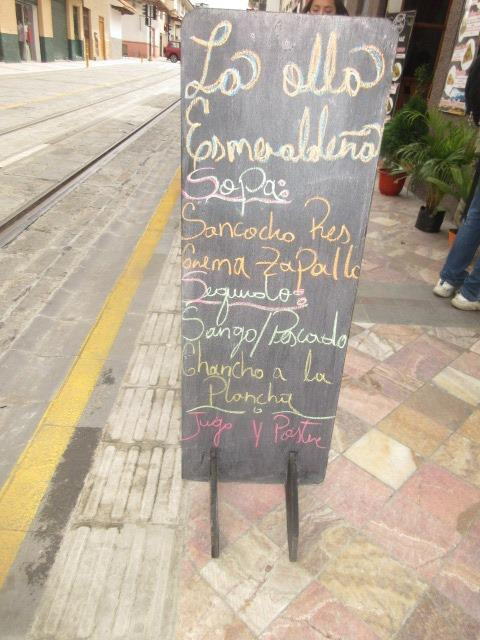 La olla
Esmeraldeña
Sopa:
Sancocho Res
Crema Zapallo
Segundo:
Sango/Pescado
Chancho a la
Plancha
Jugo y Postre